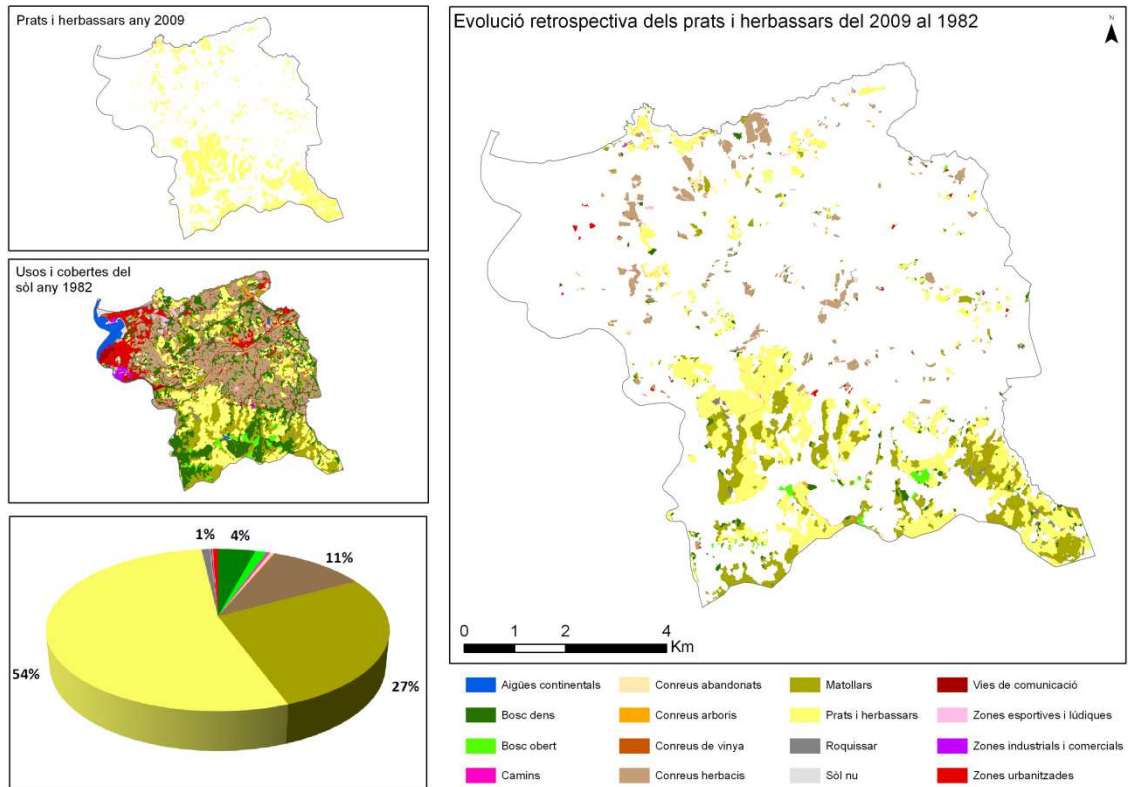 Prats i herbassars any 2009
Evolució retrospectiva dels prats i herbassars del 2009 al 1982
N
Usos i cobertes del
sòl any 1982
1%
4%
11%
27%
54%
0 1 2 4
Km
Aigües continentals
Bosc dens
Bosc obert
Camins
Conreus abandonats
Conreus arboris
Conreus de vinya
Conreus herbacis
Matollars
Prats i herbassars
Roquissar
Sòl nu
Vies de comunicació
Zones esportives i lúdiques
Zones industrials i comercials
Zones urbanitzades